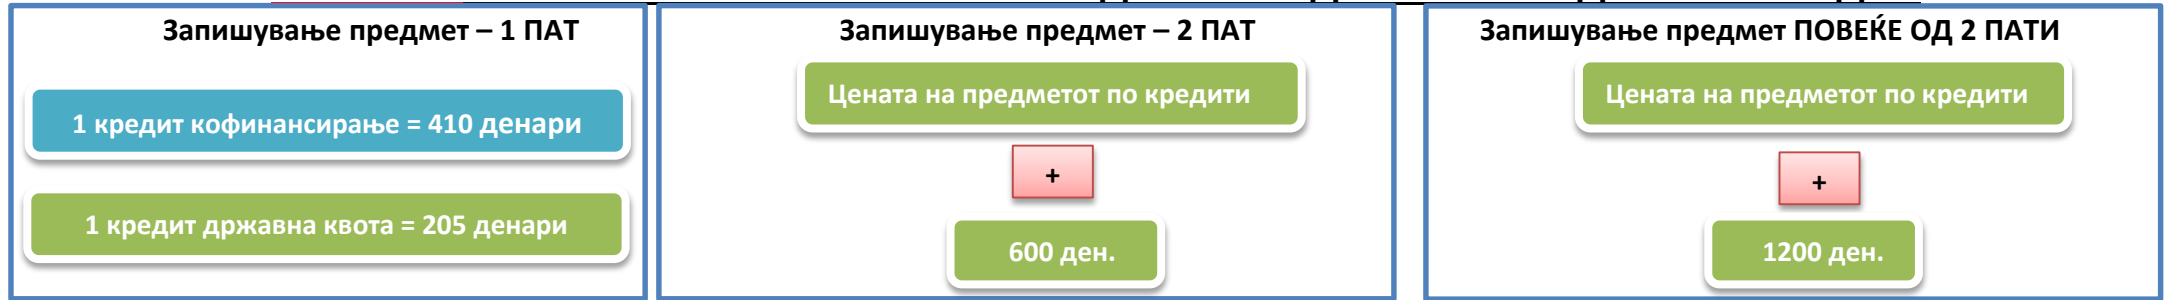 Запишување предмет – 1 ПАТ
1 кредит кофинансирање = 410 денари
1 кредит државна квота = 205 денари
Запишување предмет – 2 ПАТ
Цената на предметот по кредити
+
600 ден.
Запишување предмет ПОВЕЌЕ ОД 2 ПАТИ
Цената на предметот по кредити
+
1200 ден.